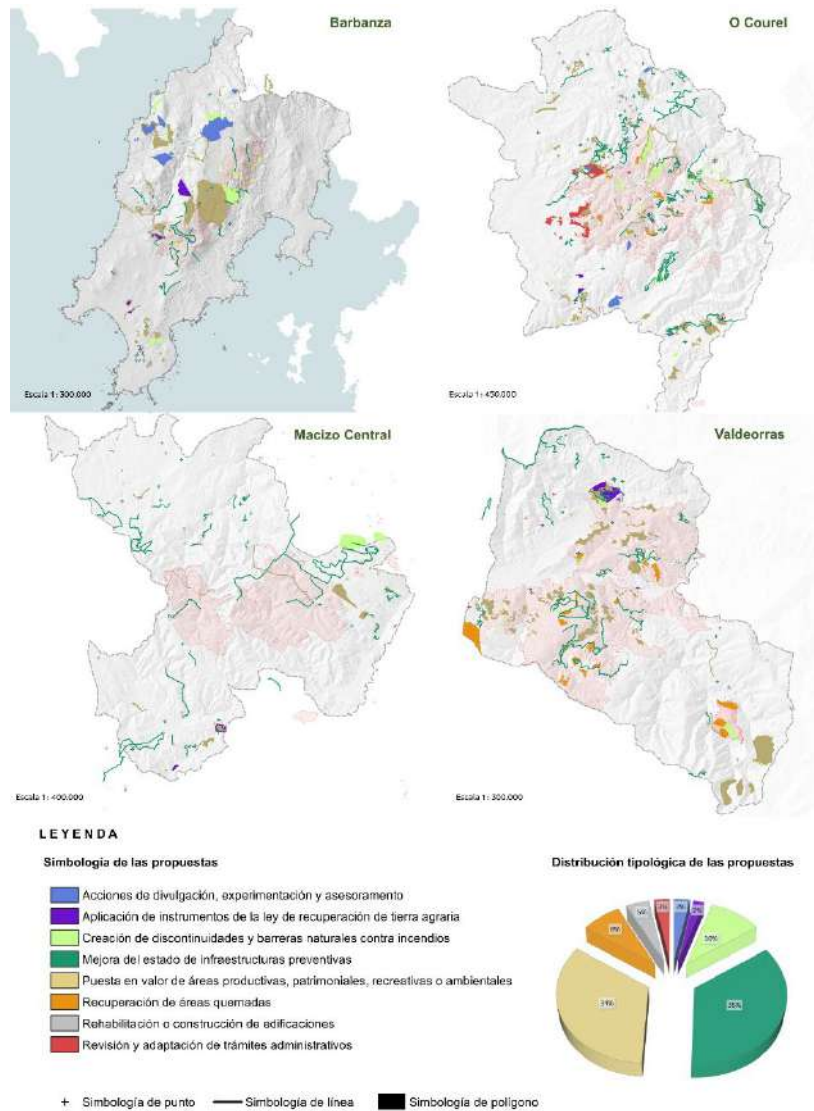 Barbanza
O Courel
Escala 1: 300.000
Escala 1: 450.000
Macizo Central
Valdeorras
Escala 1: 400.000
Escala 1: 300.000
LEYENDA
Simbología de las propuestas
Distribución tipológica de las propuestas
Acciones de divulgación, experimentación y asesoramento
Aplicación de instrumentos de la ley de recuperación de tierra agraria
Creación de discontinuidades y barreras naturales contra incendios
Mejora del estado de infraestructuras preventivas
Puesta en valor de áreas productivas, patrimoniales, recreativas o ambientales
Recuperación de áreas quemadas
Rehabilitación o construcción de edificaciones
Revisión y adaptación de trámites administrativos
5%
10%
35%
+ Simbología de punto
Simbología de línea
Simbología de polígono